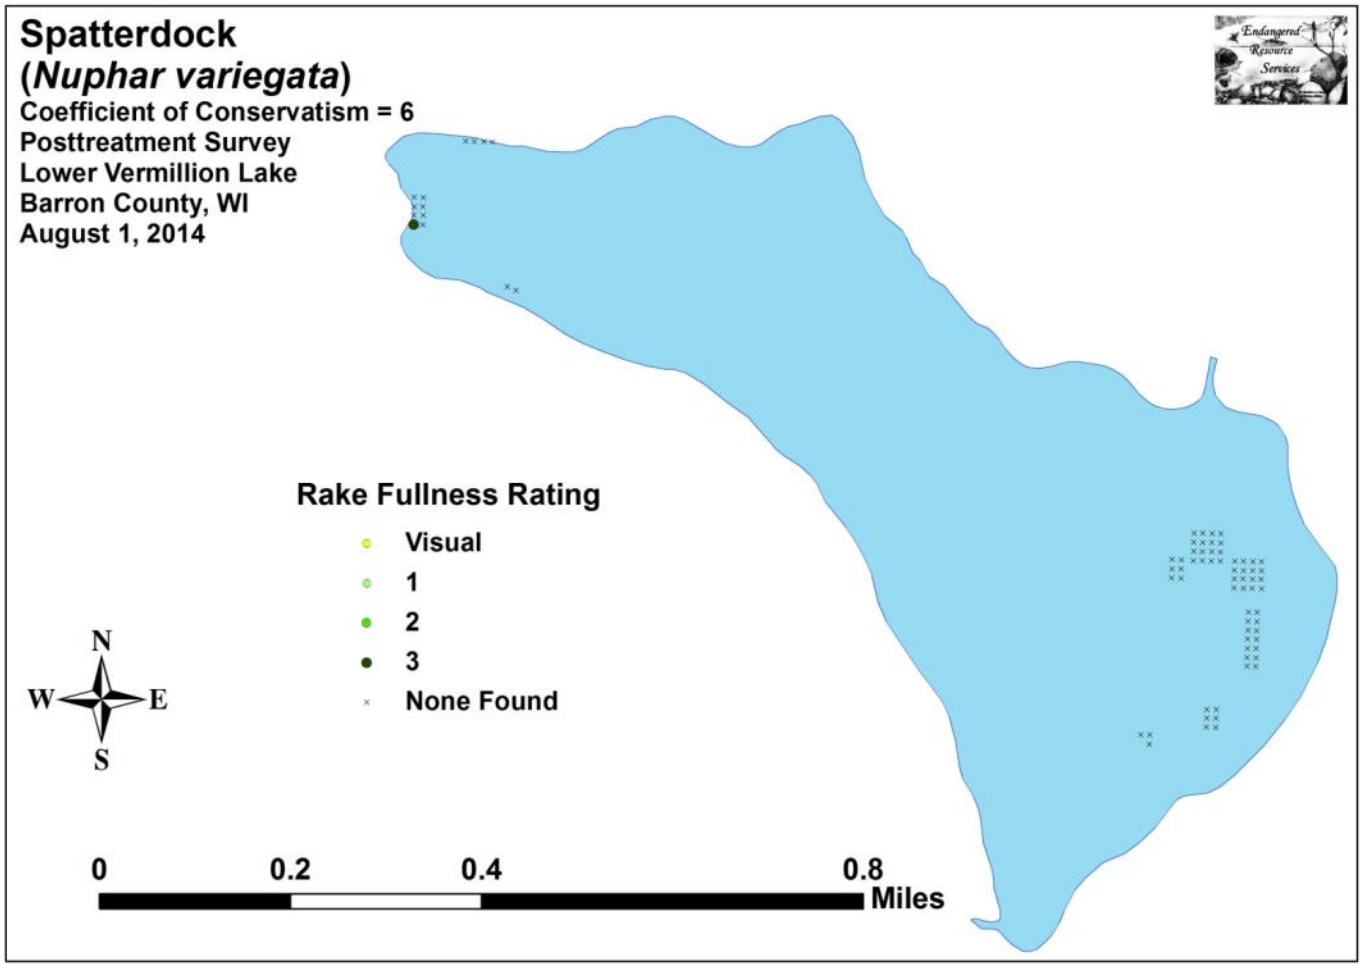 Spatterdock
(Nuphar variegata)
Coefficient of Conservatism = 6
Posttreatment Survey
Lower Vermillion Lake
Barron County, WI
August 1, 2014
Endangered
Resource
Services
Rake Fullness Rating
Visual
1
2
3
None Found
N
W E
S
0 0.2 0.4 0.8
Miles